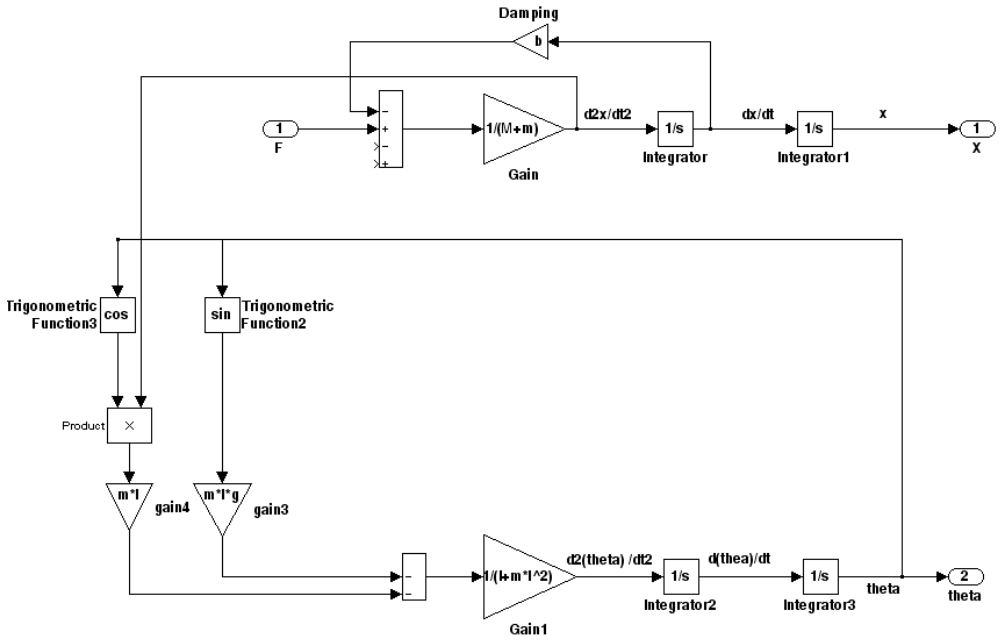 Damping
b
d2x/dt2
dx/dt
x
1
F
−
+
−
+
1/(M+m)
Gain
1/s
Integrator
1/s
Integrator1
1
X
Trigonometric
Function3
cos
sin
Trigonometric
Function2
Product
×
m*l
gain4
m*l*g
gain3
−
−
1/(I+m*l^2)
Gain1
d2(theta) /dt2
1/s
Integrator2
d(thea)/dt
1/s
Integrator3
theta
2
theta